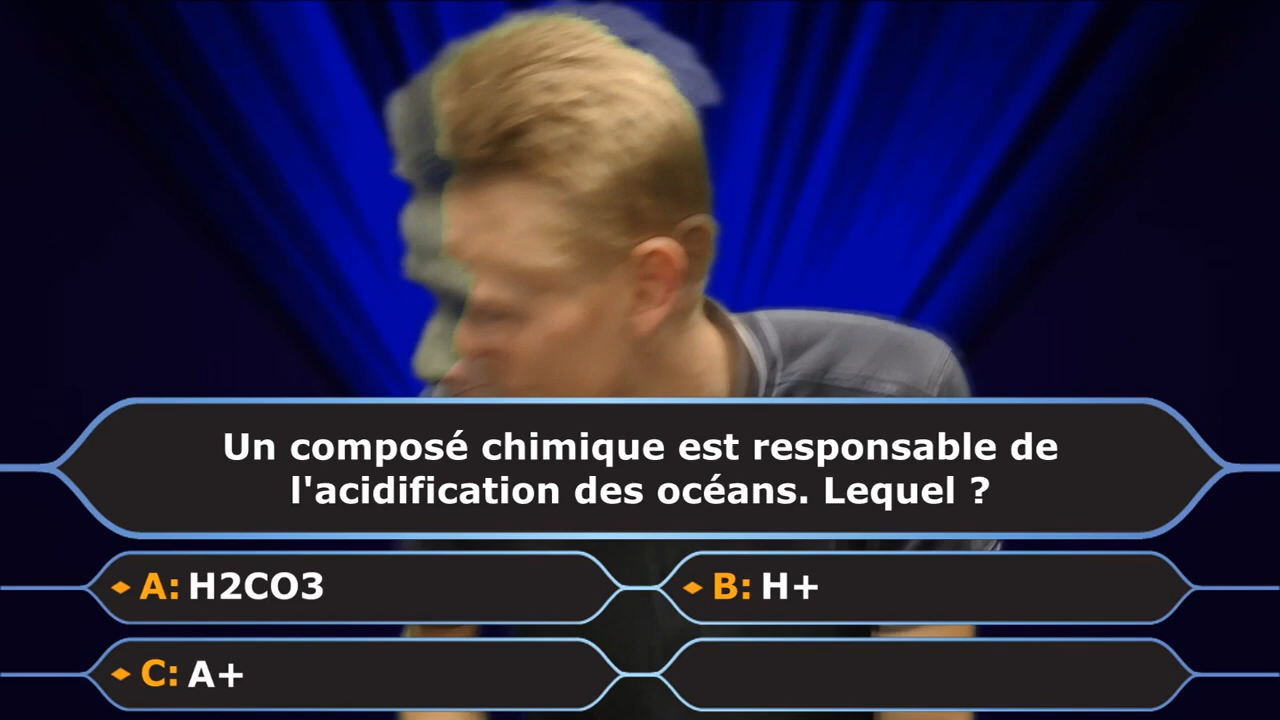 Un composé chimique est responsable de
l'acidification des océans. Lequel ?
A: H2CO3
B: H+
C: A+